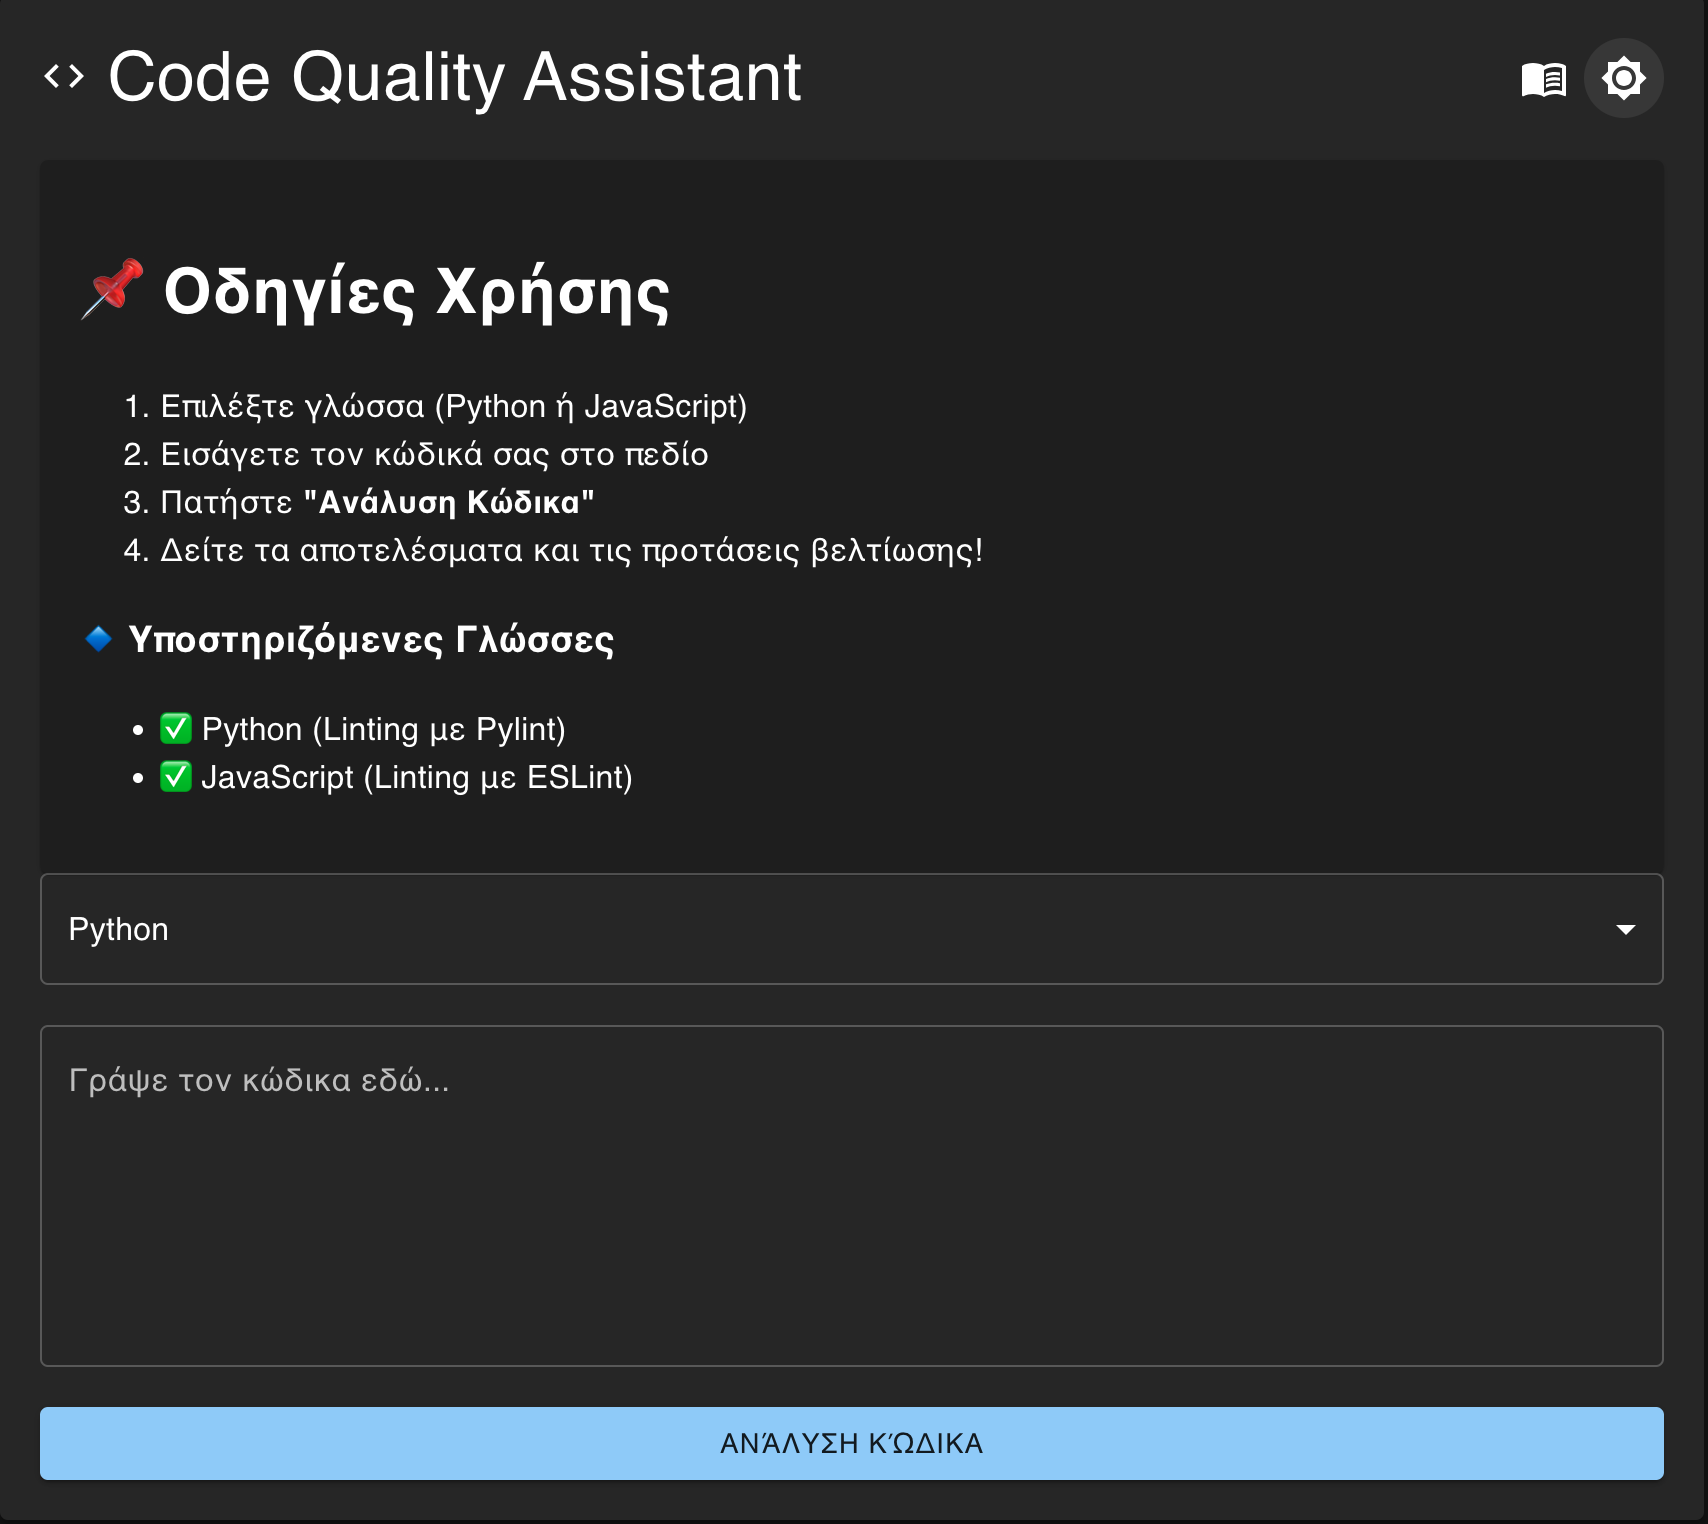 Code Quality Assistant
📌 Οδηγίες Χρήσης
1. Επιλέξτε γλώσσα (Python ή JavaScript)
2. Εισάγετε τον κώδικά σας στο πεδίο
3. Πατήστε "Ανάλυση Κώδικα"
4. Δείτε τα αποτελέσματα και τις προτάσεις βελτίωσης!
🔹 Υποστηριζόμενες Γλώσσες
• ✅ Python (Linting με Pylint)
• ✅ JavaScript (Linting με ESLint)
Python
Γράψε τον κώδικα εδώ...
ΑΝΆΛΥΣΗ ΚΏΔΙΚΑ